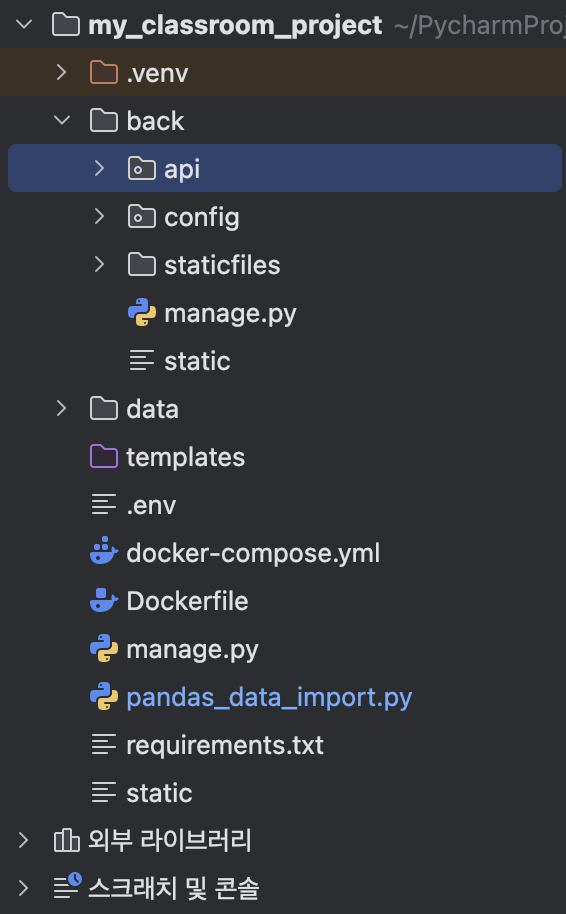 my_classroom_project ~/PycharmProj
.venv
back
api
config
staticfiles
manage.py
static
data
templates
.env
docker-compose.yml
Dockerfile
manage.py
pandas_data_import.py
requirements.txt
static
외부 라이브러리
스크래치 및 콘솔